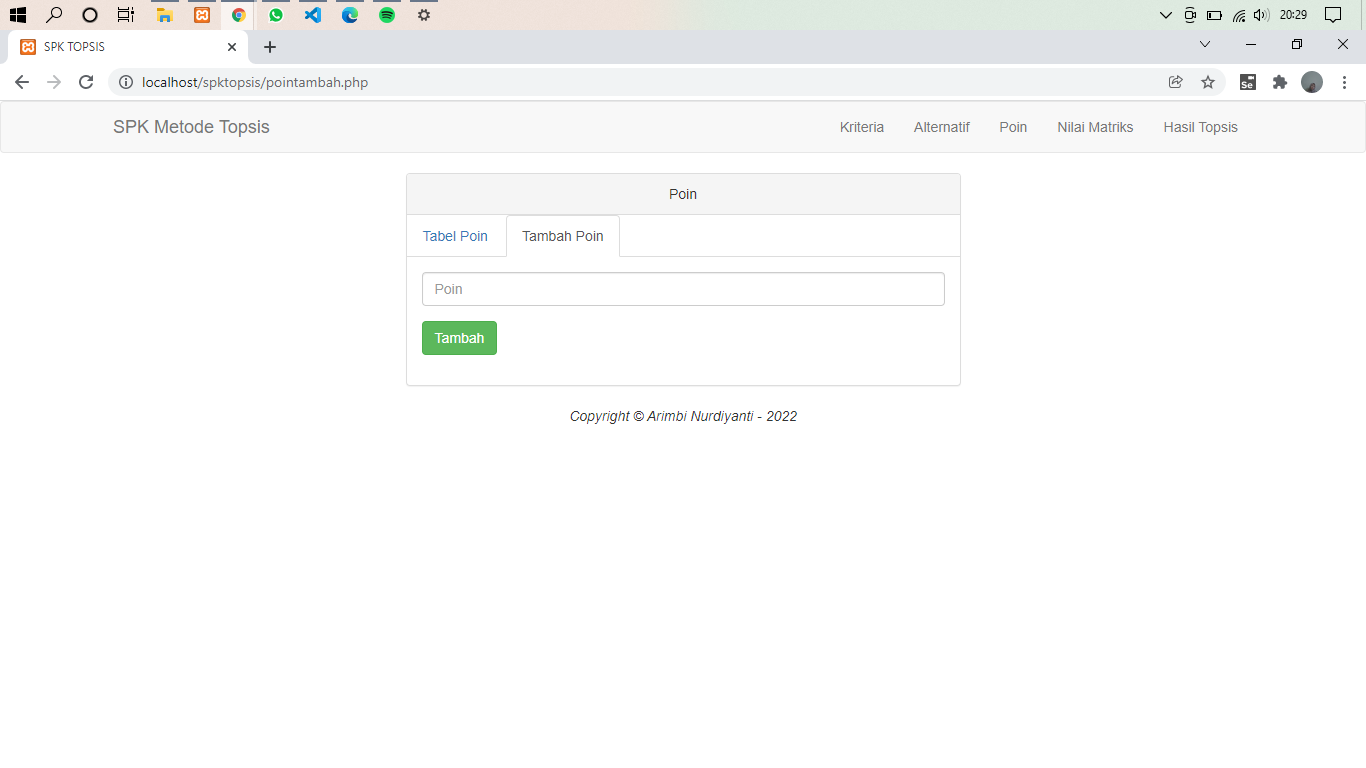 20:29
SPK TOPSIS
localhost/spktopsis/pointambah.php
Se
SPK Metode Topsis
Kriteria
Alternatif
Poin
Nilai Matriks
Hasil Topsis
Poin
Tabel Poin
Tambah Poin
Poin
Tambah
Copyright © Arimbi Nurdiyanti - 2022